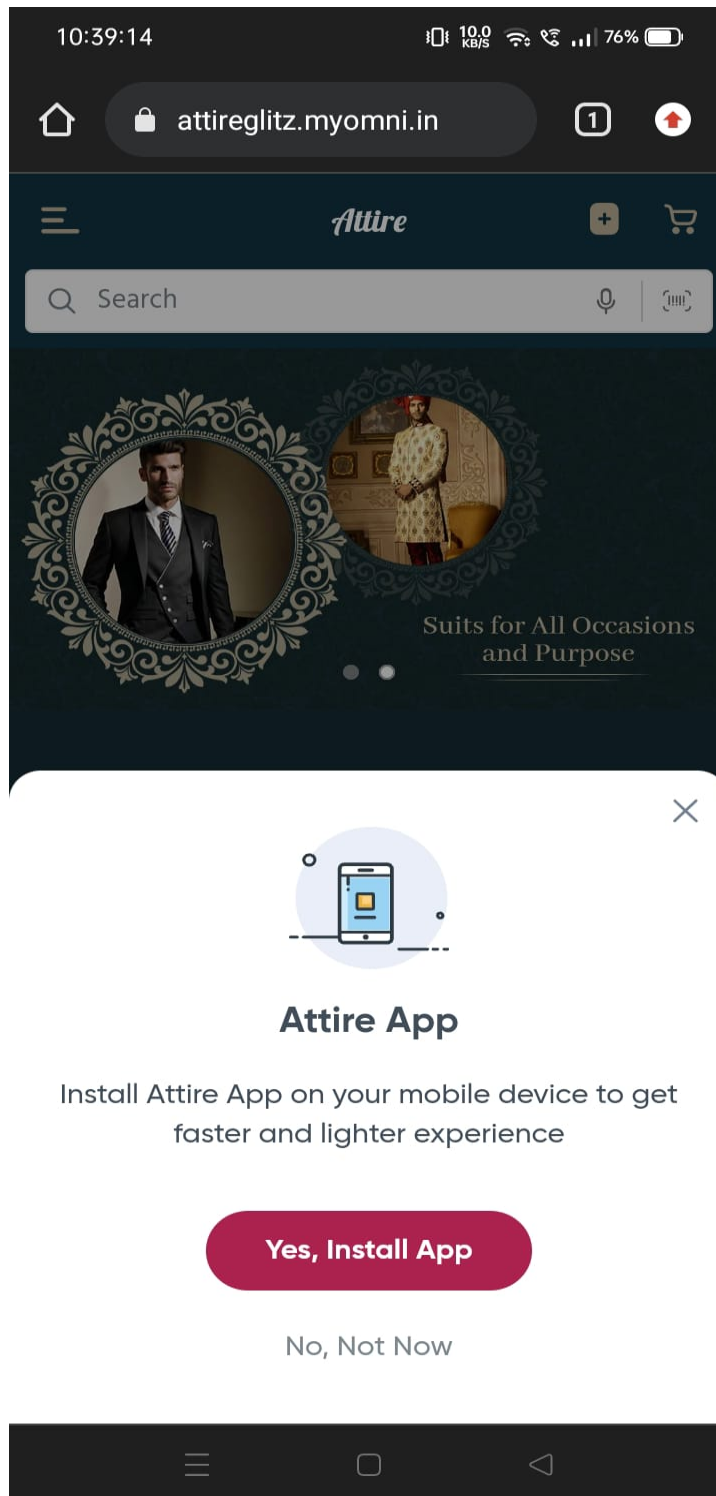 10:39:14
10.0
KB/S
76%
attireglitz.myomni.in
1
Attire
Search
Suits for All Occasions
and Purpose
Attire App
Install Attire App on your mobile device to get
faster and lighter experience
Yes, Install App
No, Not Now